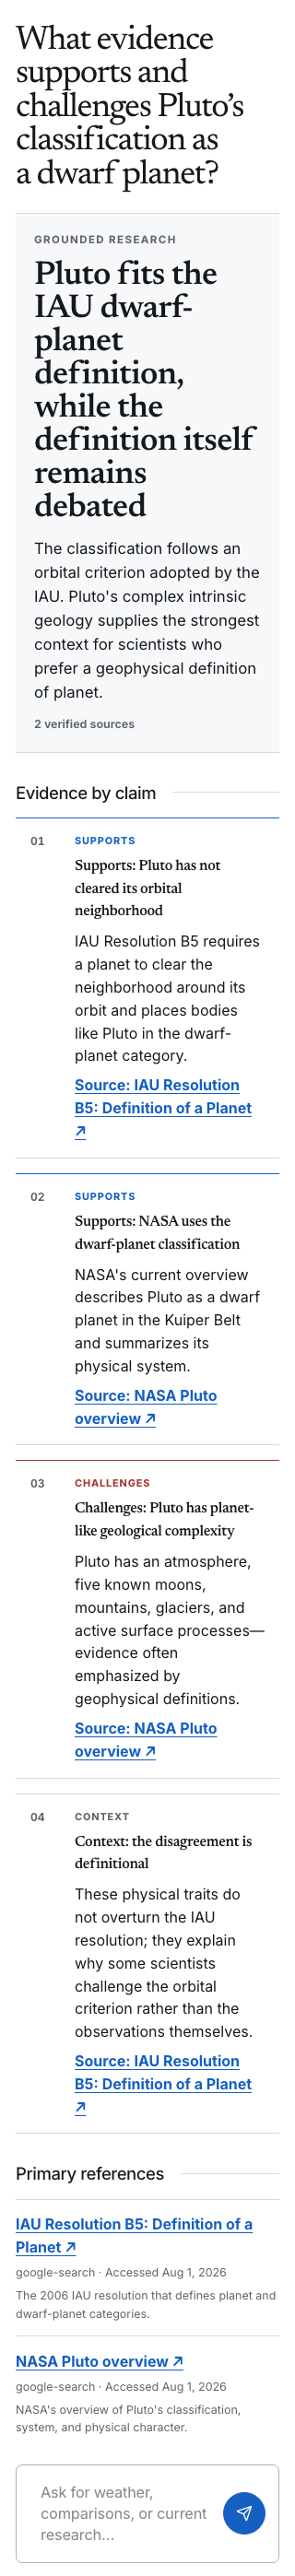 What evidence
supports and
challenges Pluto’s
classification as
a dwarf planet?
GROUNDED RESEARCH
Pluto fits the
IAU dwarf-
planet
definition,
while the
definition itself
remains
debated
The classification follows an
orbital criterion adopted by the
IAU. Pluto's complex intrinsic
geology supplies the strongest
context for scientists who
prefer a geophysical definition
of planet.
2 verified sources
Evidence by claim
01
SUPPORTS
Supports: Pluto has not
cleared its orbital
neighborhood
IAU Resolution B5 requires
a planet to clear the
neighborhood around its
orbit and places bodies
like Pluto in the dwarf-
planet category.
Source: IAU Resolution
B5: Definition of a Planet
↗
02
SUPPORTS
Supports: NASA uses the
dwarf-planet classification
NASA's current overview
describes Pluto as a dwarf
planet in the Kuiper Belt
and summarizes its
physical system.
Source: NASA Pluto
overview ↗
03
CHALLENGES
Challenges: Pluto has planet-
like geological complexity
Pluto has an atmosphere,
five known moons,
mountains, glaciers, and
active surface processes—
evidence often
emphasized by
geophysical definitions.
Source: NASA Pluto
overview ↗
04
CONTEXT
Context: the disagreement is
definitional
These physical traits do
not overturn the IAU
resolution; they explain
why some scientists
challenge the orbital
criterion rather than the
observations themselves.
Source: IAU Resolution
B5: Definition of a Planet
↗
Primary references
IAU Resolution B5: Definition of a
Planet ↗
google-search · Accessed Aug 1, 2026
The 2006 IAU resolution that defines planet and
dwarf-planet categories.
NASA Pluto overview ↗
google-search · Accessed Aug 1, 2026
NASA's overview of Pluto's classification,
system, and physical character.
Ask for weather,
comparisons, or current
research...